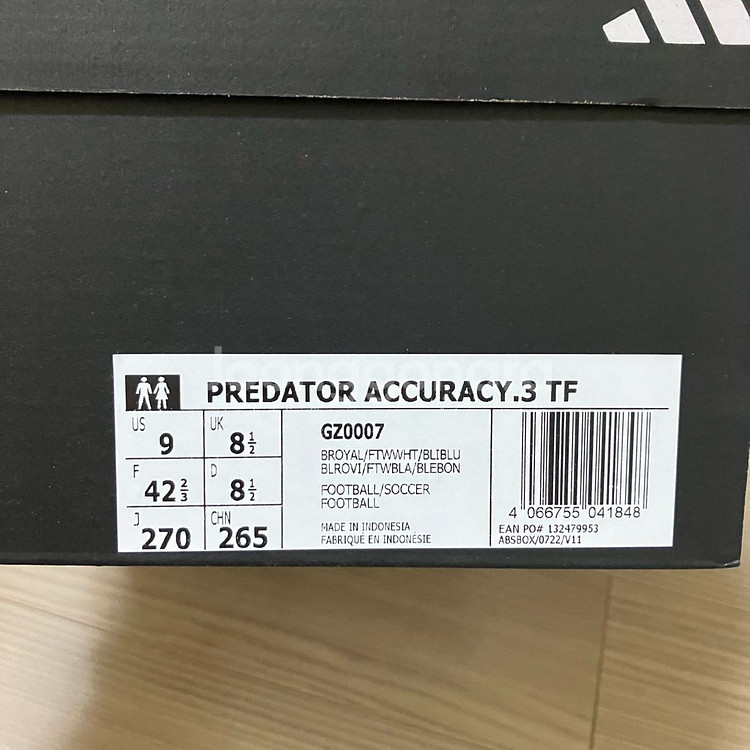 PREDATOR ACCURACY.3 TF
US 9 UK 8½
F 42⅔ D 8½
J 270 CHN 265
GZ0007
BROYAL/FTWWHT/BLIBLU
BLROVI/FTWBLA/BLEBON
FOOTBALL/SOCCER
FOOTBALL
MADE IN INDONESIA
FABRIQUÉ EN INDONÉSIE
4 066755 041848
EAN PO# 132479953
ABSBOX/0722/V11